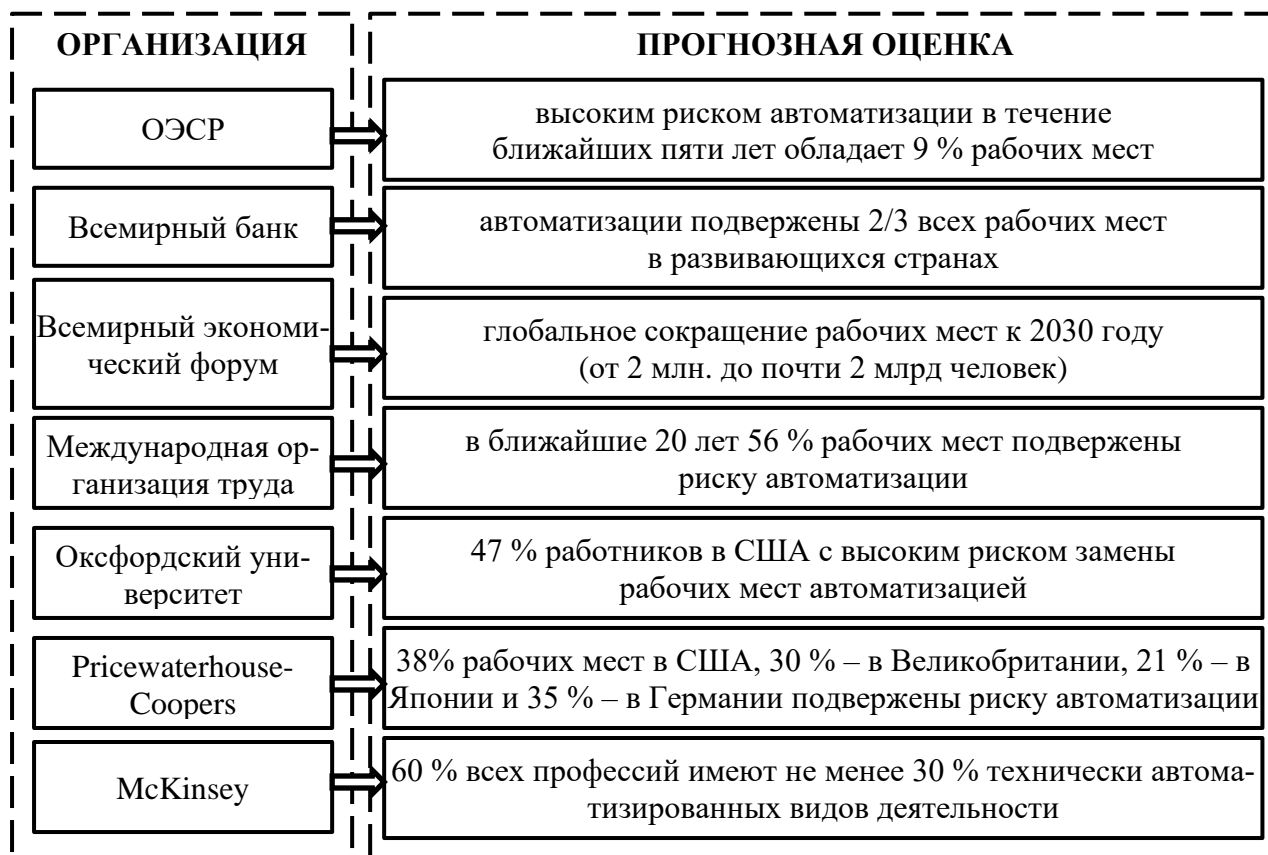 ОРГАНИЗАЦИЯ
ПРОГНОЗНАЯ ОЦЕНКА
ОЭСР
высоким риском автоматизации в течение
ближайших пяти лет обладает 9 % рабочих мест
Всемирный банк
автоматизации подвержены 2/3 всех рабочих мест
в развивающихся странах
Всемирный экономи-
ческий форум
глобальное сокращение рабочих мест к 2030 году
(от 2 млн. до почти 2 млрд человек)
Международная ор-
ганизация труда
в ближайшие 20 лет 56 % рабочих мест подвержены
риску автоматизации
Оксфордский уни-
верситет
47 % работников в США с высоким риском замены
рабочих мест автоматизацией
Pricewaterhouse-
Coopers
38% рабочих мест в США, 30 % – в Великобритании, 21 % – в
Японии и 35 % – в Германии подвержены риску автоматизации
McKinsey
60 % всех профессий имеют не менее 30 % технически автома-
тизированных видов деятельности